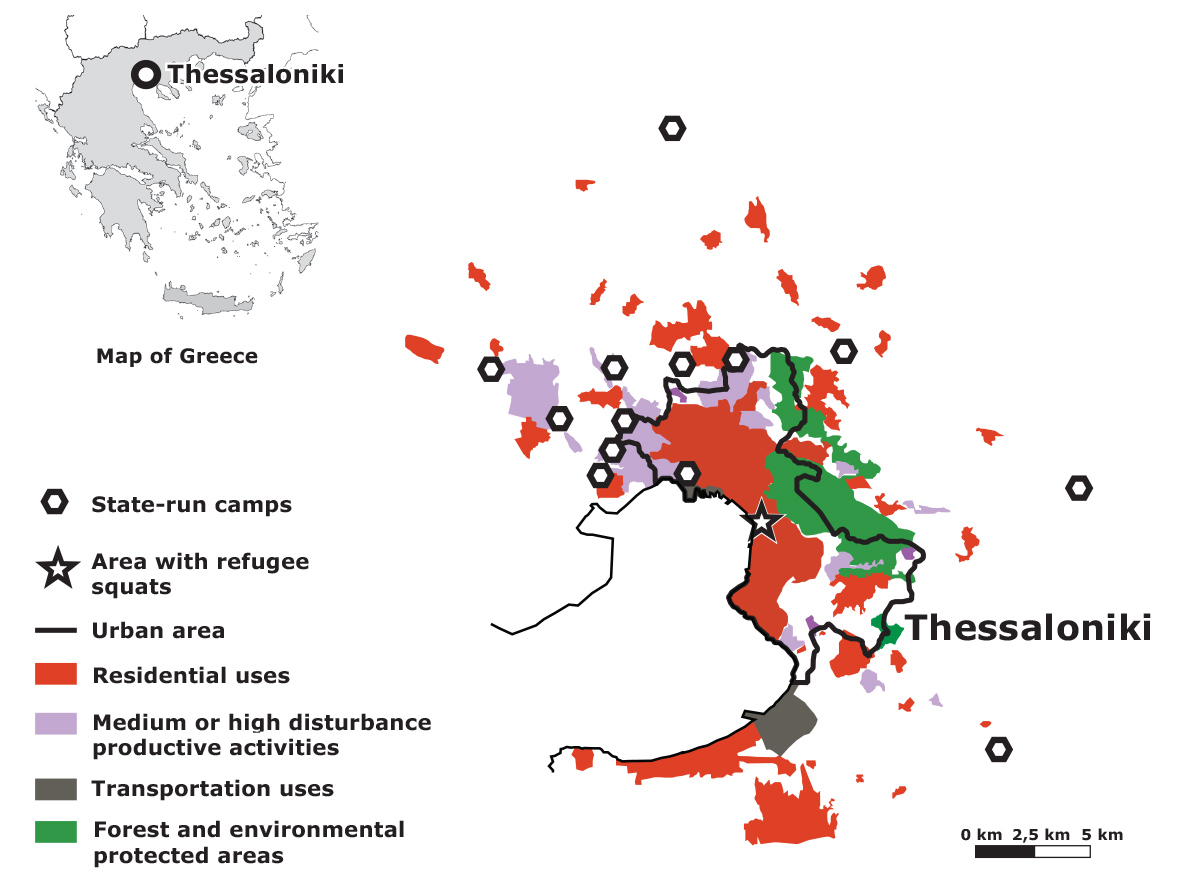 Thessaloniki
Map of Greece
State-run camps
Area with refugee
squats
Urban area
Residential uses
Medium or high disturbance
productive activities
Transportation uses
Forest and environmental
protected areas
Thessaloniki
0 km 2,5 km 5 km